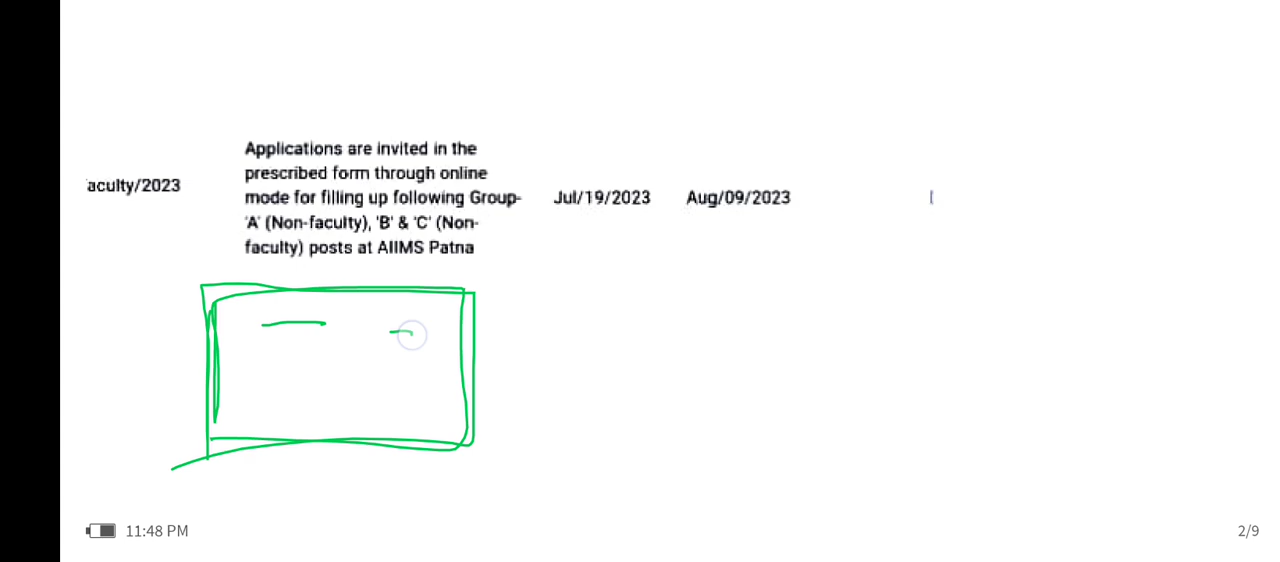 Applications are invited in the
prescribed form through online
aculty/2023
mode for filling up following Group-
Jul/19/2023
Aug/09/2023
'A' (Non-faculty), 'B' & 'C' (Non-
faculty) posts at AIIMS Patna
11:48 PM
2/9